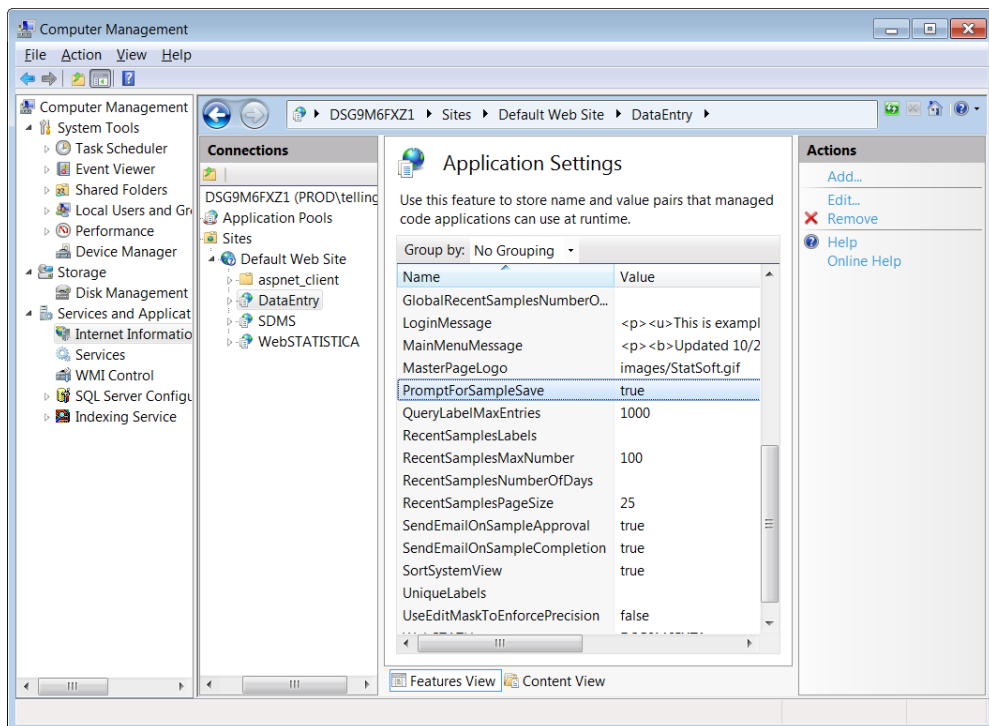 Computer Management
File Action View Help
Computer Management
System Tools
Task Scheduler
Event Viewer
Shared Folders
Local Users and Gr
Performance
Device Manager
Storage
Disk Management
Services and Applicat
Internet Informatio
Services
WMI Control
SQL Server Configu
Indexing Service
DSG9M6FXZ1 Sites Default Web Site DataEntry
Connections
DSG9M6FXZ1 (PROD\telling
Application Pools
Sites
Default Web Site
aspnet_client
DataEntry
SDMS
WebSTATISTICA
Application Settings
Use this feature to store name and value pairs that managed
code applications can use at runtime.
Group by: No Grouping
Name Value
GlobalRecentSamplesNumberO...
LoginMessage <p><u>This is exampl
MainMenuMessage <p><b>Updated 10/2
MasterPageLogo images/StatSoft.gif
PromptForSampleSave true
QueryLabelMaxEntries 1000
RecentSamplesLabels
RecentSamplesMaxNumber 100
RecentSamplesNumberOfDays
RecentSamplesPageSize 25
SendEmailOnSampleApproval true
SendEmailOnSampleCompletion true
SortSystemView true
UniqueLabels
UseEditMaskToEnforcePrecision false
Features View Content View
Actions
Add...
Edit...
Remove
Help
Online Help